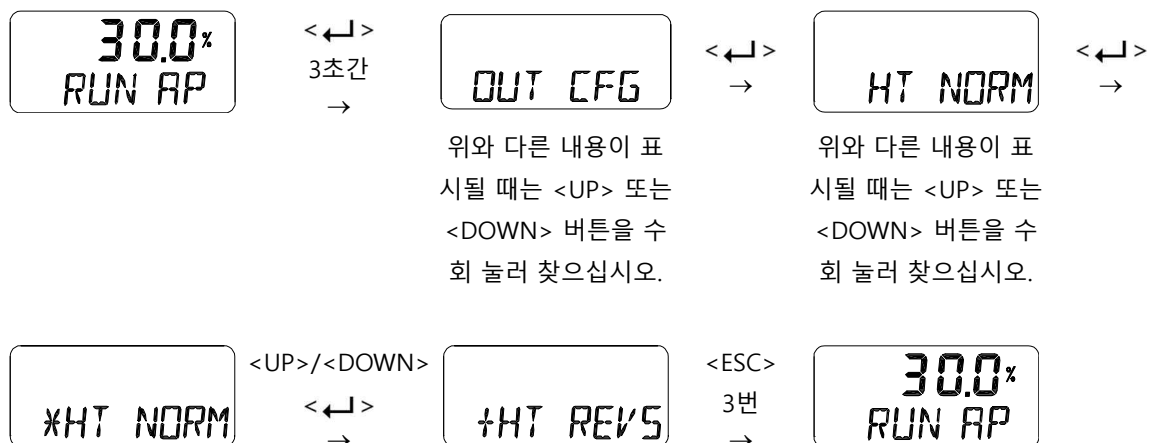 30.0%
RUN AP
<↵>
3초간
→
OUT CFG
위와 다른 내용이 표
시될 때는 <UP> 또는
<DOWN> 버튼을 수
회 눌러 찾으십시오.
<↵>
→
HT NORM
위와 다른 내용이 표
시될 때는 <UP> 또는
<DOWN> 버튼을 수
회 눌러 찾으십시오.
<↵>
→
*HT NORM
<UP>/<DOWN>
<↵>
→
+HT REVS
<ESC>
3번
→
30.0%
RUN AP